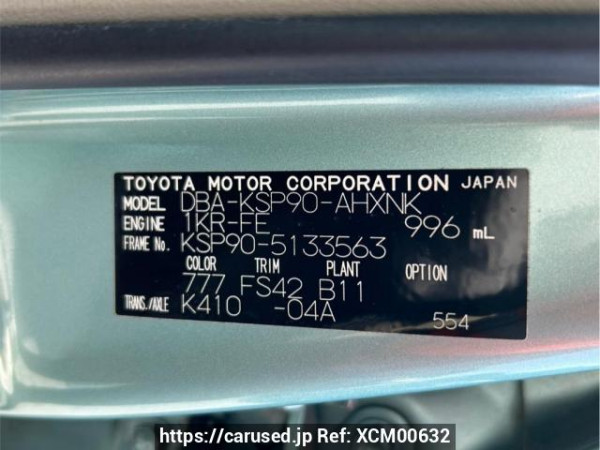 TOYOTA MOTOR CORPORATION JAPAN
MODEL DBA-KSP90-AHXNK
ENGINE 1KR-FE 996 mL
FRAME No. KSP90-5133563
COLOR TRIM PLANT OPTION
777 FS42 B11
TRANS./AXLE K410 -04A
554
https://carused.jp Ref: XCM00632